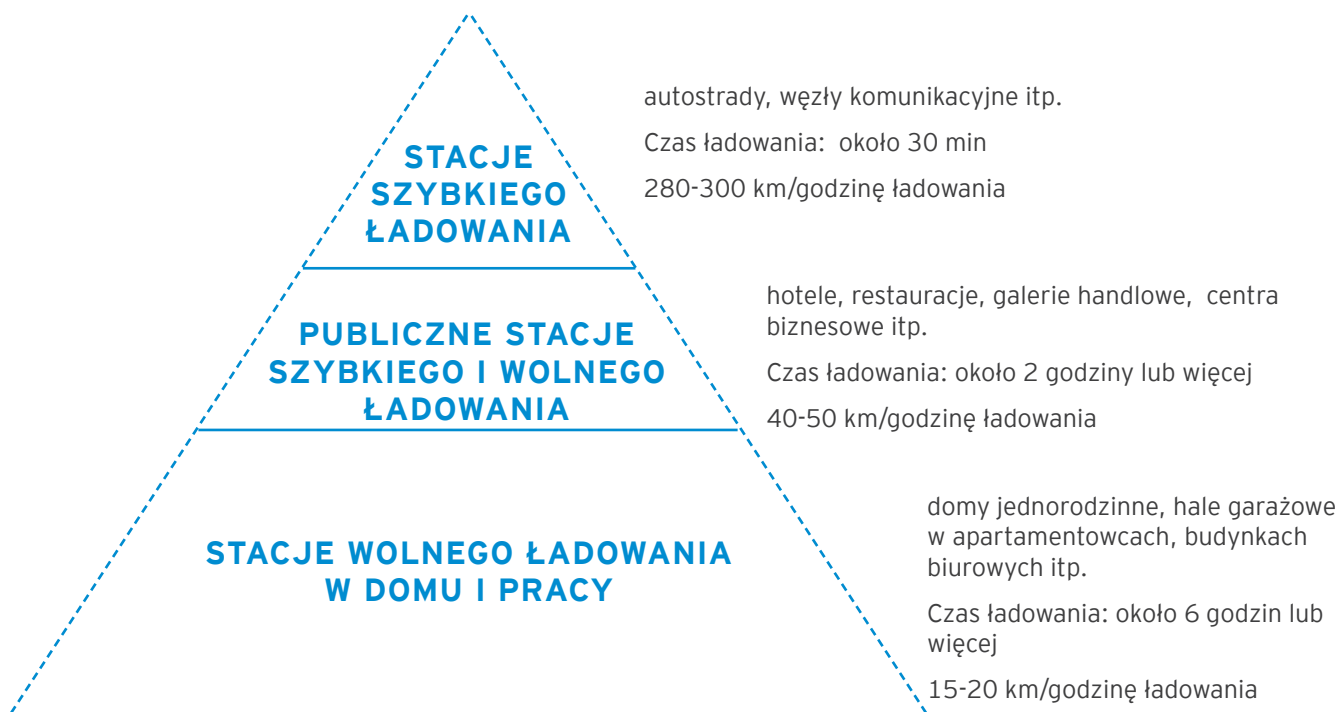 autostrady, węzły komunikacyjne itp.
Czas ładowania: około 30 min
280-300 km/godzinę ładowania
STACJE
SZYBKIEGO
ŁADOWANIA
hotele, restauracje, galerie handlowe, centra
biznesowe itp.
Czas ładowania: około 2 godziny lub więcej
40-50 km/godzinę ładowania
PUBLICZNE STACJE
SZYBKIEGO I WOLNEGO
ŁADOWANIA
domy jednorodzinne, hale garażowe
w apartamentowcach, budynkach
biurowych itp.
Czas ładowania: około 6 godzin lub
więcej
15-20 km/godzinę ładowania
STACJE WOLNEGO ŁADOWANIA
W DOMU I PRACY